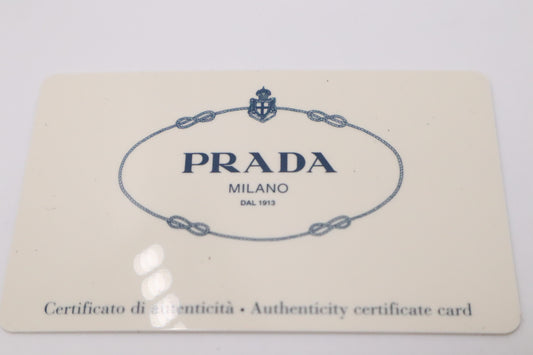 PRADA
MILANO
DAL 1913
Certificato di autenticità • Authenticity certificate card